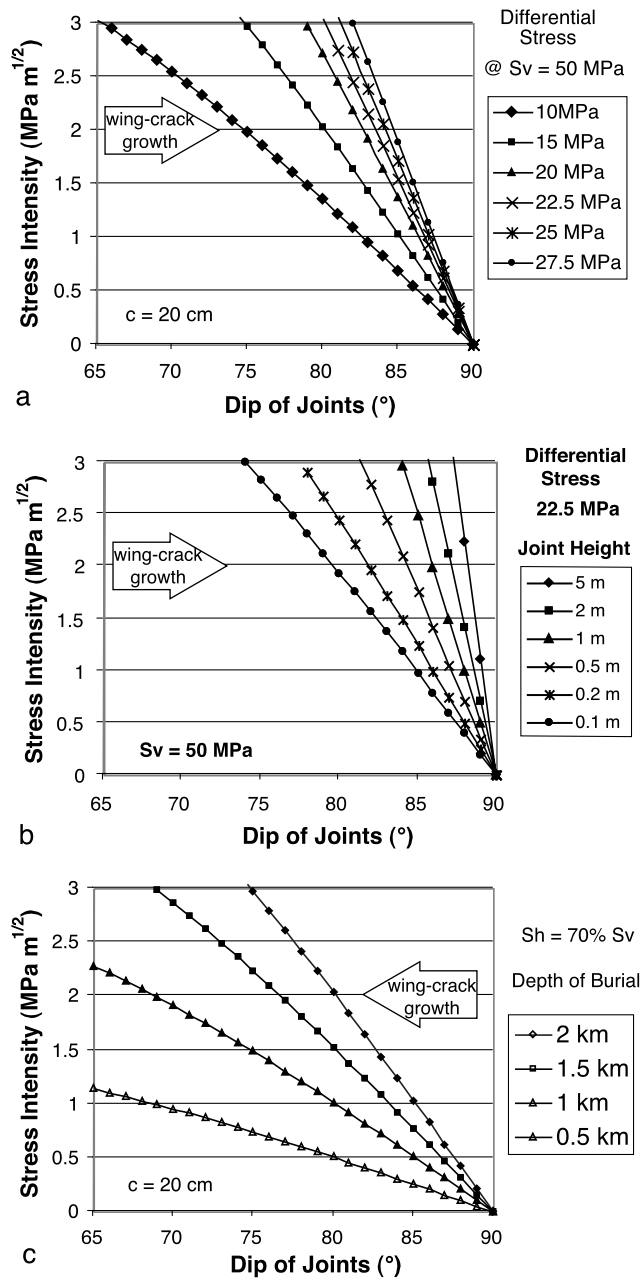 3
2.5
2
1.5
1
0.5
0
65
70
75
80
85
90
Stress Intensity (MPa m1/2)
Dip of Joints (°)
wing-crack
growth
c = 20 cm
a
Differential
Stress
@ Sv = 50 MPa
10MPa
15 MPa
20 MPa
22.5 MPa
25 MPa
27.5 MPa
3
2.5
2
1.5
1
0.5
0
65
70
75
80
85
90
Stress Intensity (MPa m1/2)
Dip of Joints (°)
wing-crack
growth
Sv = 50 MPa
b
Differential
Stress
22.5 MPa
Joint Height
5 m
2 m
1 m
0.5 m
0.2 m
0.1 m
3
2.5
2
1.5
1
0.5
0
65
70
75
80
85
90
Stress Intensity (MPa m1/2)
Dip of Joints (°)
wing-crack
growth
c = 20 cm
c
Sh = 70% Sv
Depth of Burial
2 km
1.5 km
1 km
0.5 km